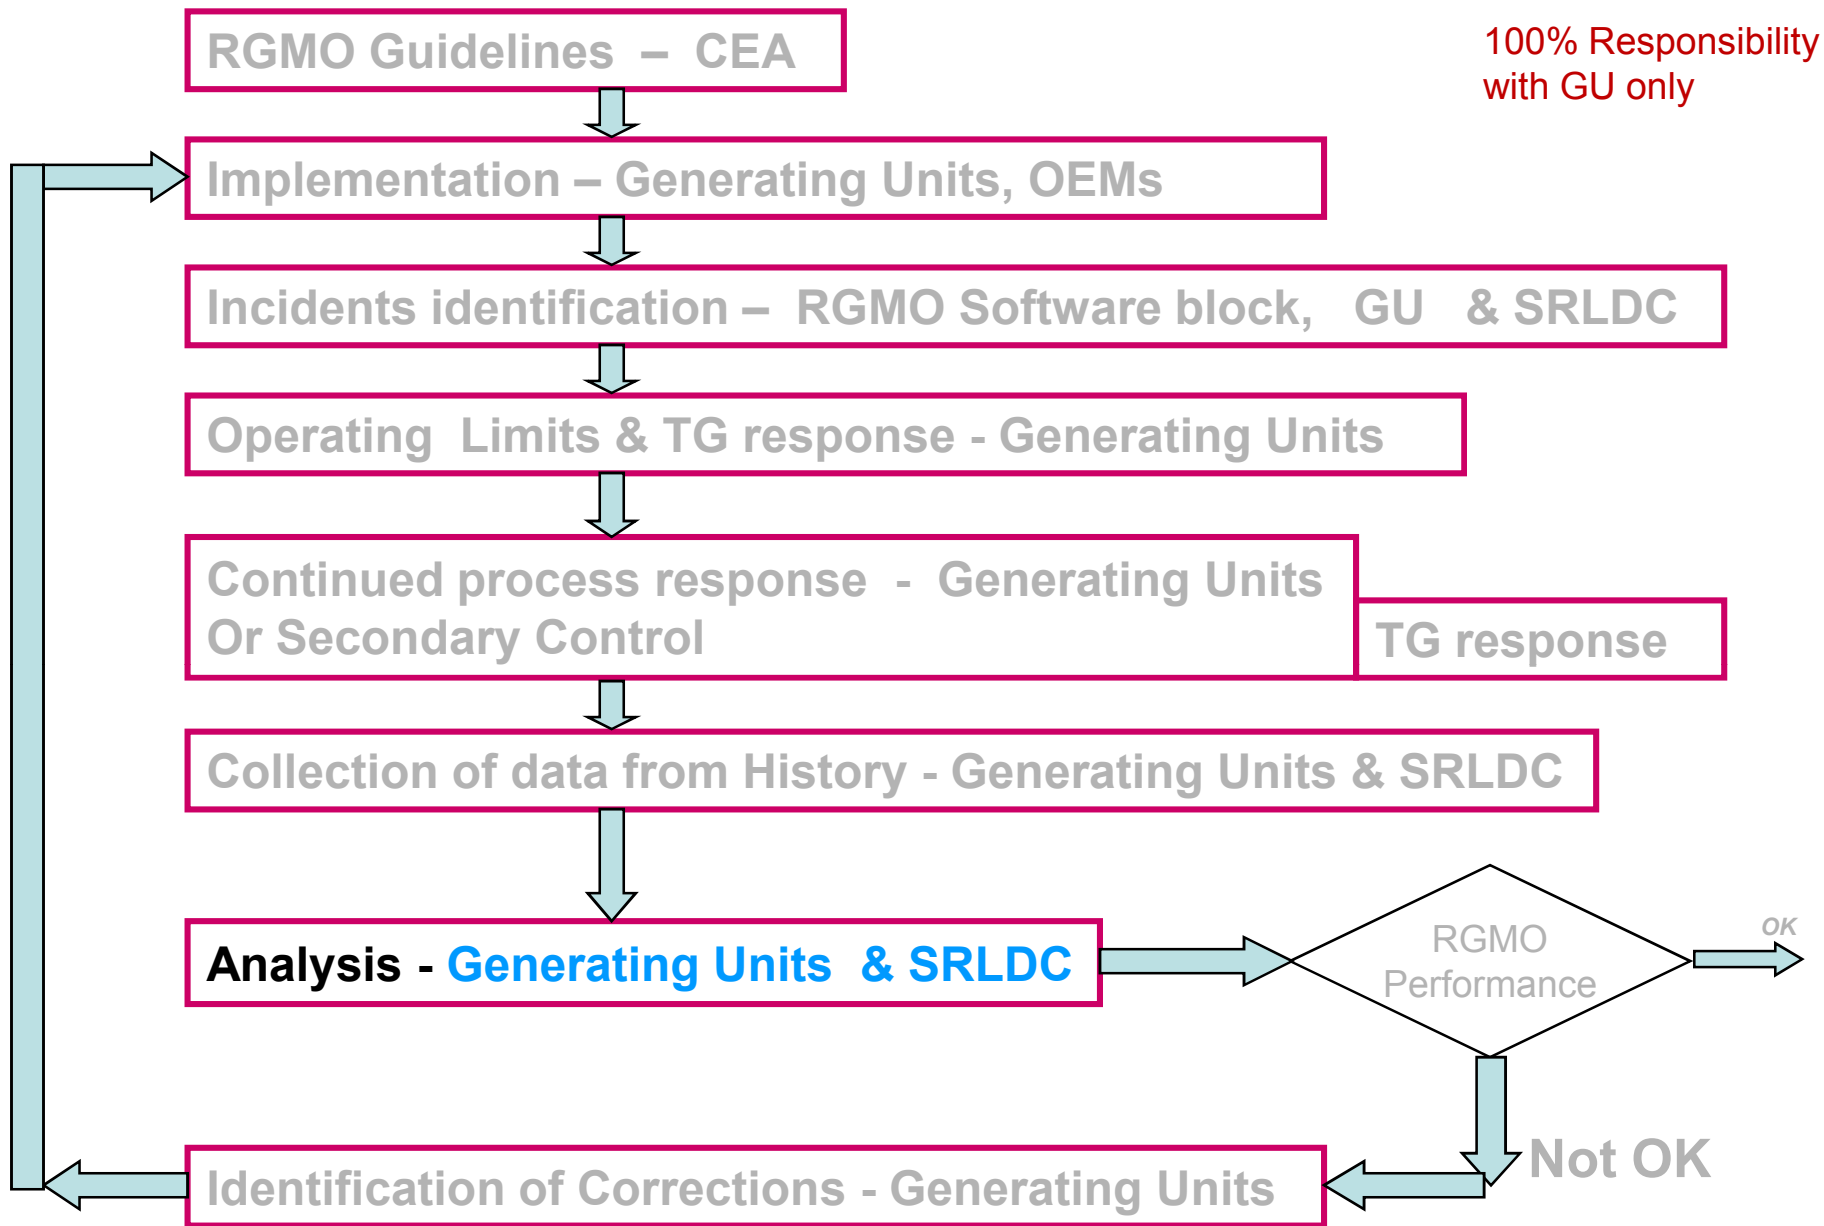 RGMO Guidelines – CEA
100% Responsibility
with GU only
Implementation – Generating Units, OEMs
Incidents identification – RGMO Software block, GU & SRLDC
Operating Limits & TG response - Generating Units
Continued process response - Generating Units
Or Secondary Control
TG response
Collection of data from History - Generating Units & SRLDC
Analysis - Generating Units & SRLDC
RGMO
Performance
OK
Not OK
Identification of Corrections - Generating Units